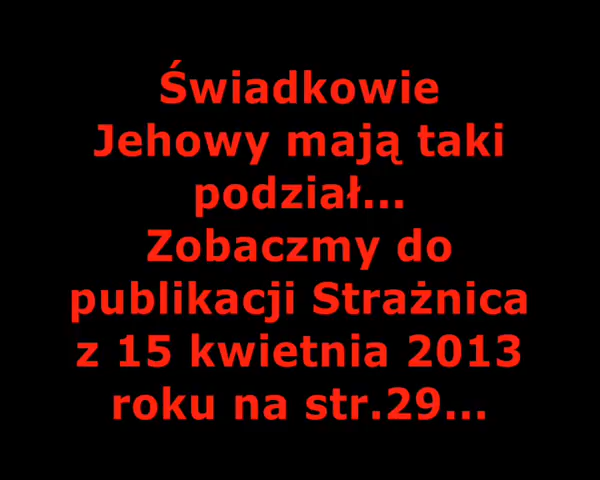 Świadkowie
Jehowy mają taki
podział...
Zobaczmy do
publikacji Strażnica
z 15 kwietnia 2013
roku na str.29...